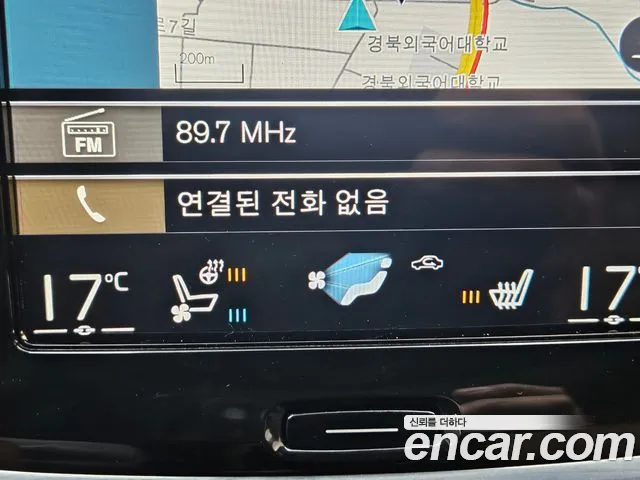 로7길
200m
경북외국어대학교
경북외국어대학교
FM
89.7 MHz
연결된 전화 없음
17°C
17°
신뢰를 더하다
encar.com